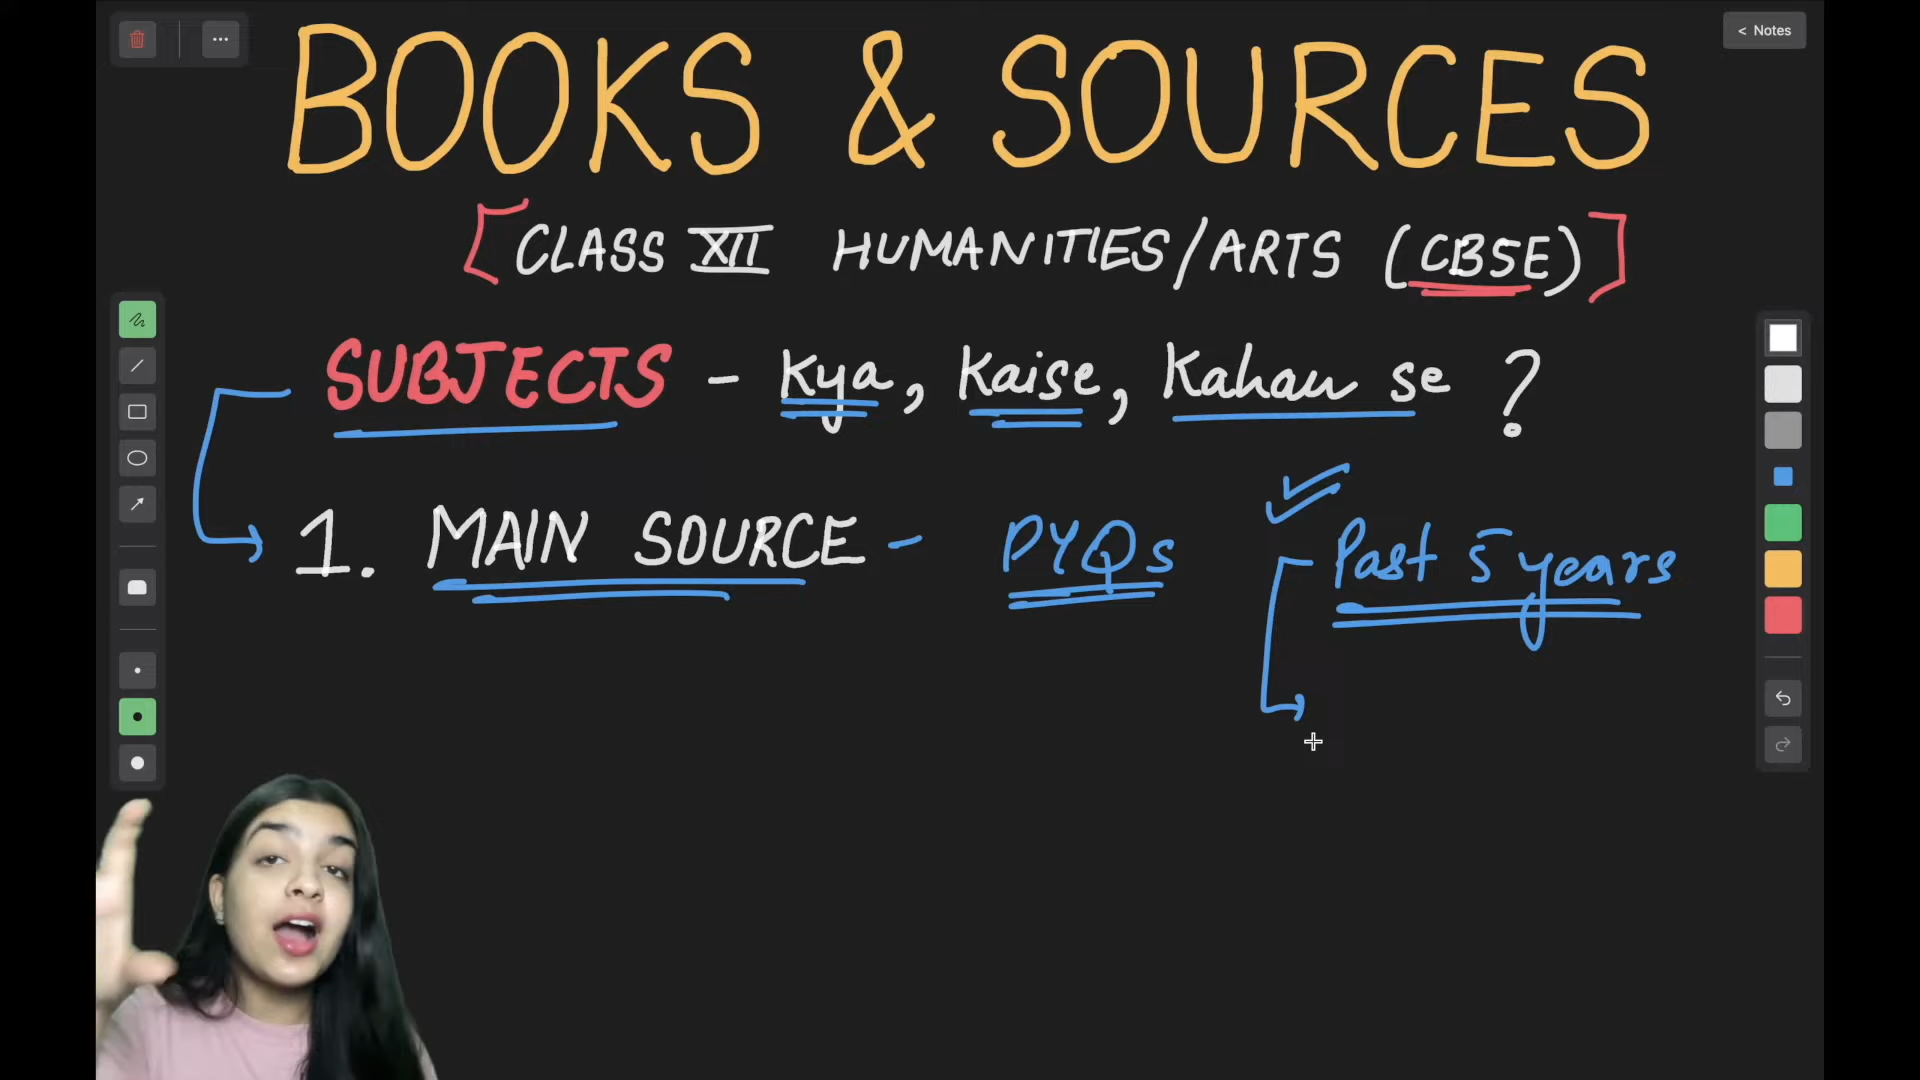 < Notes
BOOKS & SOURCES
[CLASS XII HUMANITIES/ARTS (CBSE)]
SUBJECTS - Kya, Kaise, Kahan se ?
1. MAIN SOURCE - PYQs Past 5 years